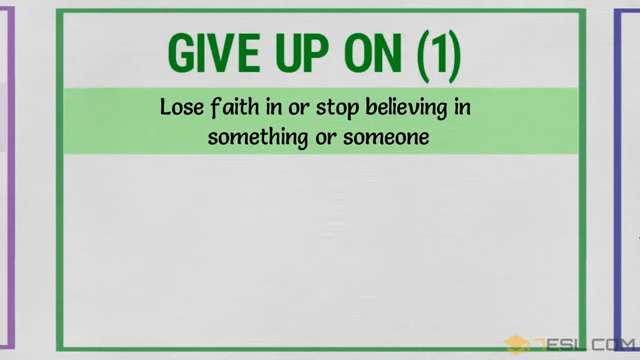 GIVE UP ON (1)
Lose faith in or stop believing in
something or someone
7ESL.COM